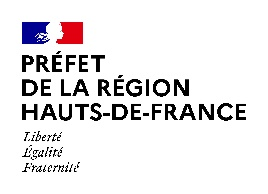 PRÉFET
DE LA RÉGION
HAUTS-DE-FRANCE
Liberté
Égalité
Fraternité